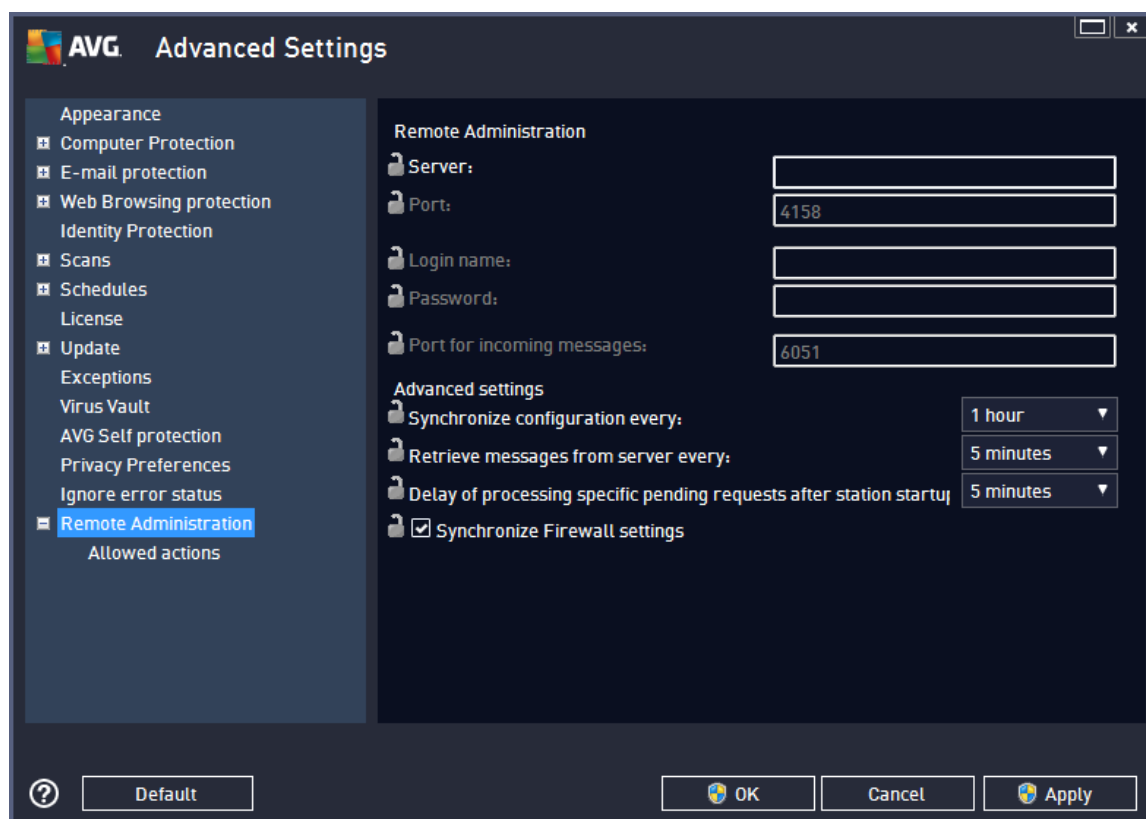 AVG. Advanced Settings
Appearance
Computer Protection
E-mail protection
Web Browsing protection
Identity Protection
Scans
Schedules
License
Update
Exceptions
Virus Vault
AVG Self protection
Privacy Preferences
Ignore error status
Remote Administration
Allowed actions
Remote Administration
Server:
Port: 4158
Login name:
Password:
Port for incoming messages: 6051
Advanced settings
Synchronize configuration every: 1 hour
Retrieve messages from server every: 5 minutes
Delay of processing specific pending requests after station startup 5 minutes
Synchronize Firewall settings
? Default OK Cancel Apply